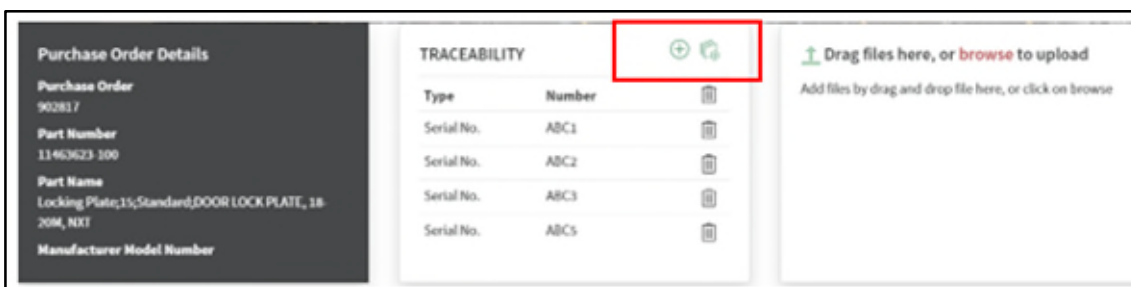 Purchase Order Details
Purchase Order
902817
Part Number
11463623-100
Part Name
Locking Plate;15;Standard;DOOR LOCK PLATE, 18-
20M, NXT
Manufacturer Model Number
TRACEABILITY
Type Number
Serial No. ABC1
Serial No. ABC2
Serial No. ABC3
Serial No. ABC5
Drag files here, or browse to upload
Add files by drag and drop file here, or click on browse